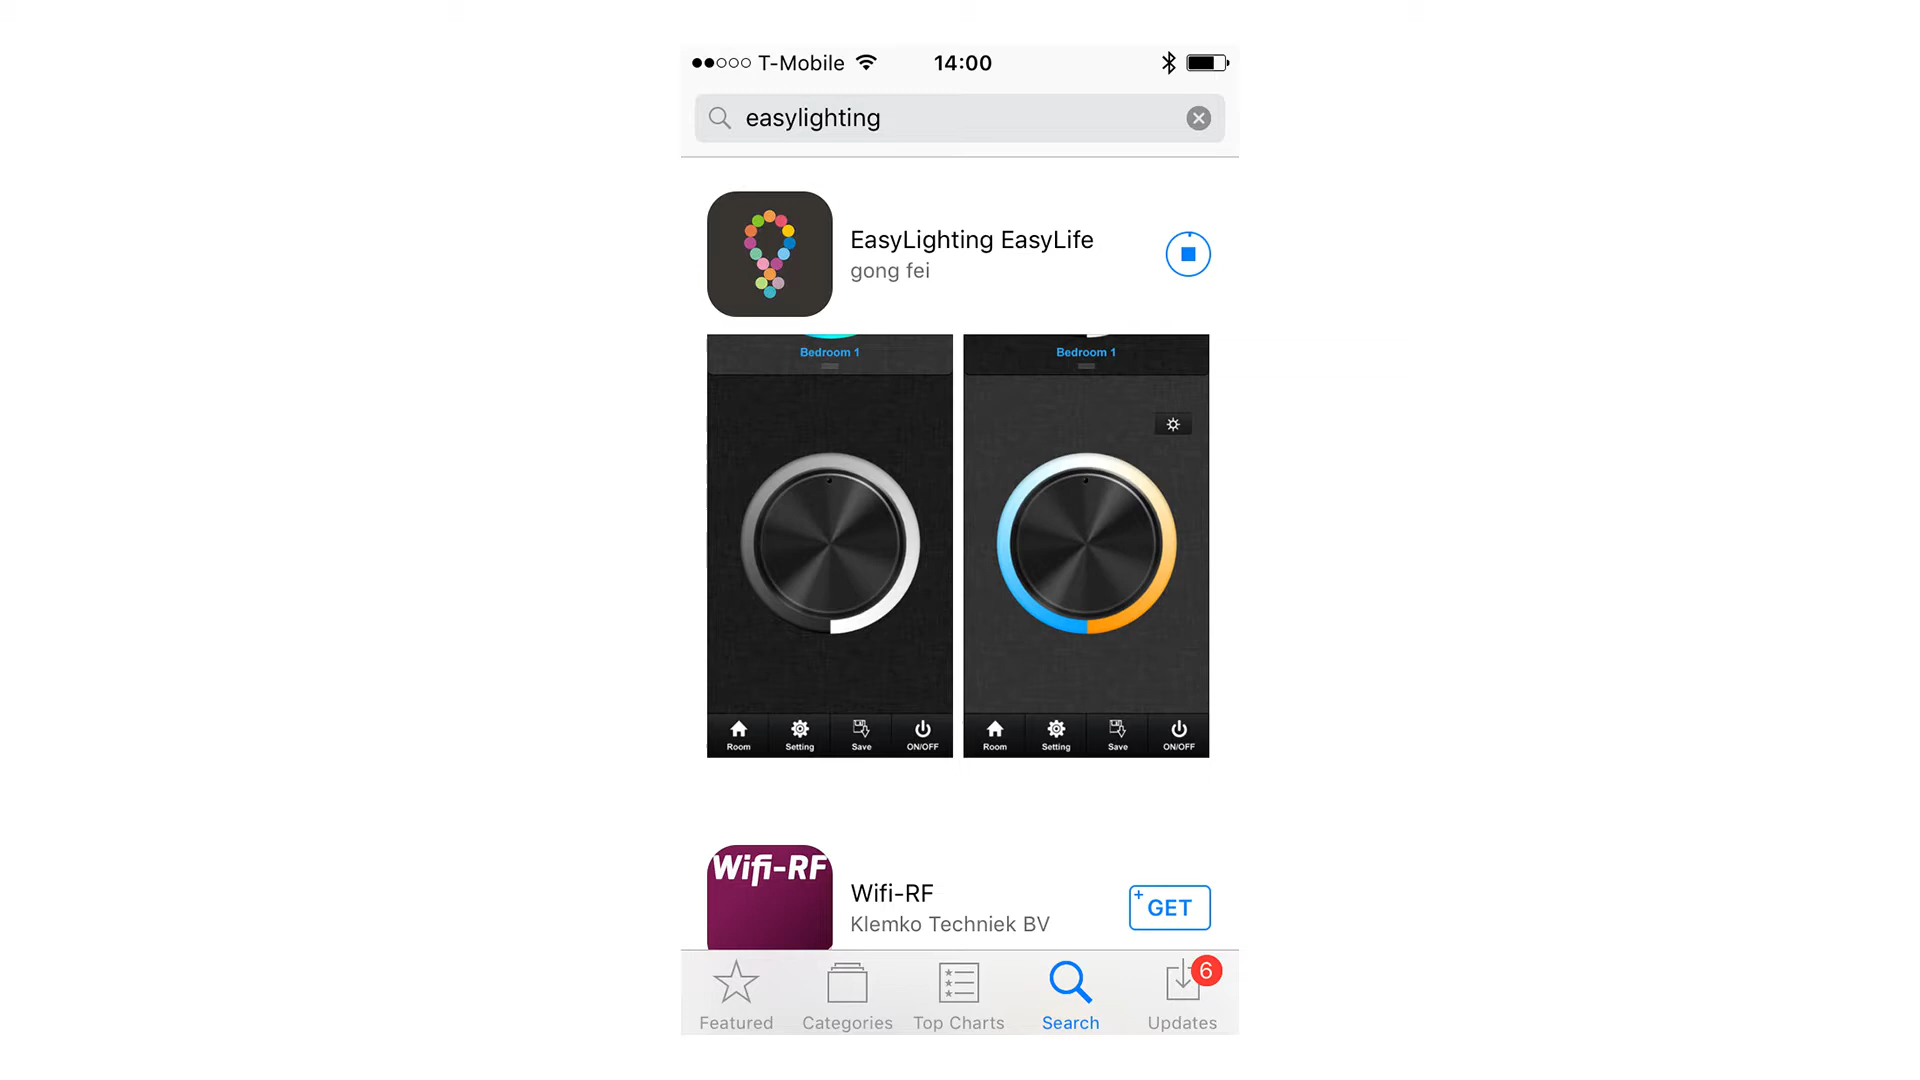 T-Mobile 14:00
easylighting
EasyLighting EasyLife
gong fei
Bedroom 1 Bedroom 1
Room Setting Save ON/OFF Room Setting Save ON/OFF
Wifi-RF
Wifi-RF
Klemko Techniek BV
+ GET
6
Featured Categories Top Charts Search Updates